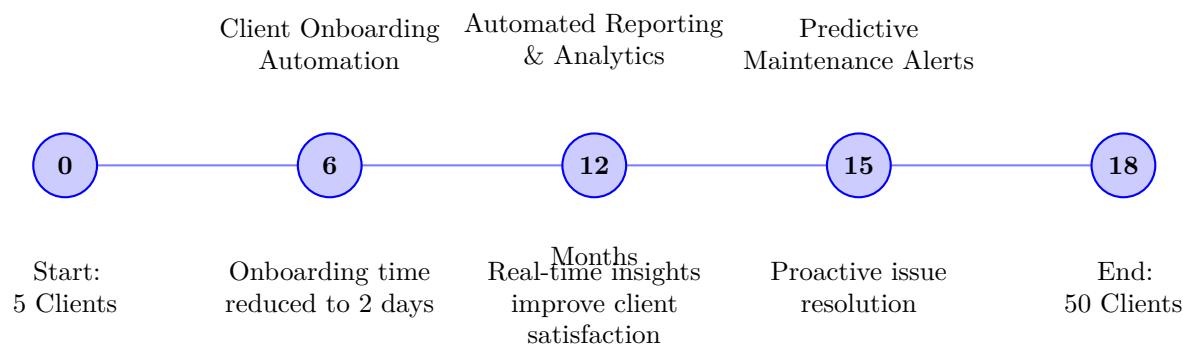 Client Onboarding
Automation
Automated Reporting
& Analytics
Predictive
Maintenance Alerts
0
6
12
15
18
Months
Start:
5 Clients
Onboarding time
reduced to 2 days
Real-time insights
improve client
satisfaction
Proactive issue
resolution
End:
50 Clients